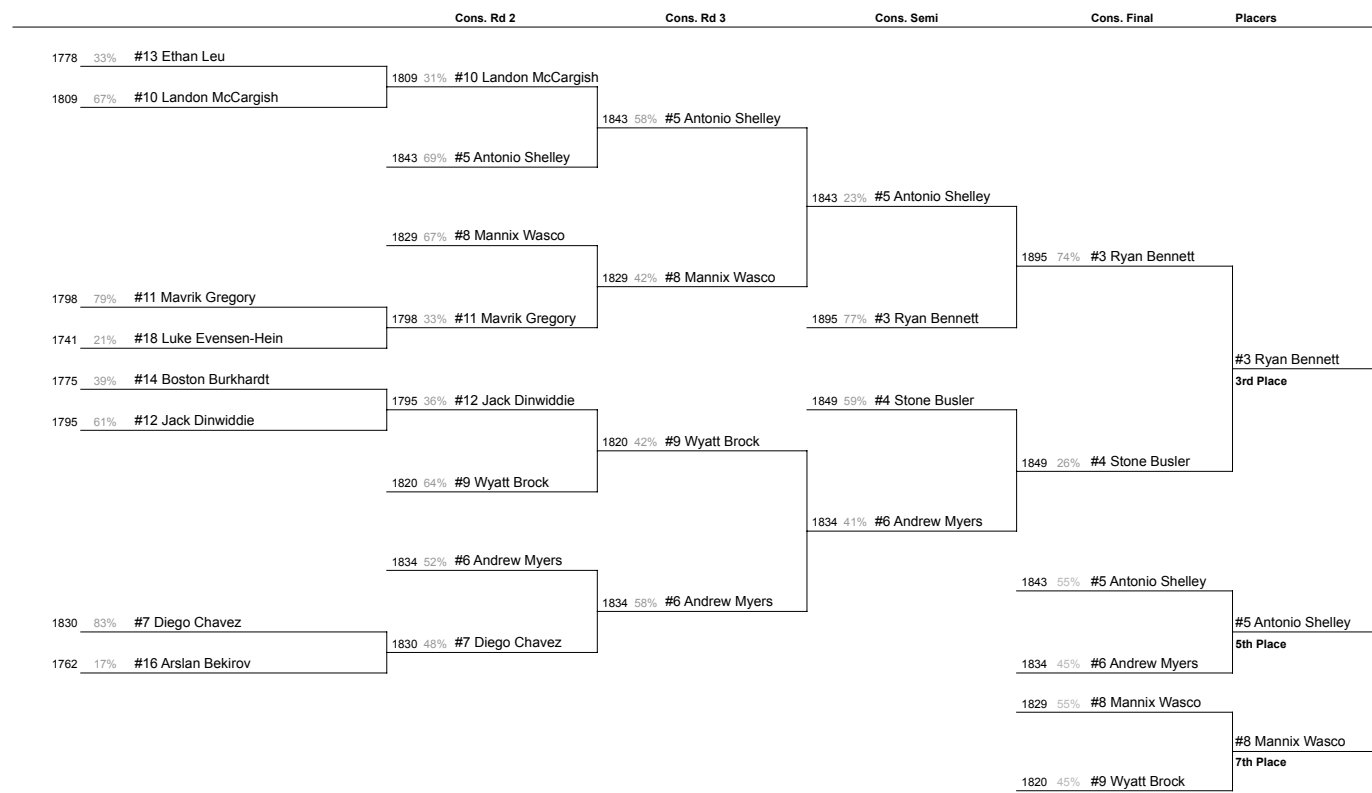 Cons. Rd 2 Cons. Rd 3 Cons. Semi Cons. Final Placers
1778 33% #13 Ethan Leu
1809 31% #10 Landon McCargish
1809 67% #10 Landon McCargish
1843 58% #5 Antonio Shelley
1843 69% #5 Antonio Shelley
1843 23% #5 Antonio Shelley
1829 67% #8 Mannix Wasco
1895 74% #3 Ryan Bennett
1829 42% #8 Mannix Wasco
1798 79% #11 Mavrik Gregory
1798 33% #11 Mavrik Gregory
1895 77% #3 Ryan Bennett
1741 21% #18 Luke Evensen-Hein
#3 Ryan Bennett
1775 39% #14 Boston Burkhardt
3rd Place
1795 36% #12 Jack Dinwiddie
1849 59% #4 Stone Busler
1795 61% #12 Jack Dinwiddie
1820 42% #9 Wyatt Brock
1849 26% #4 Stone Busler
1820 64% #9 Wyatt Brock
1834 41% #6 Andrew Myers
1834 52% #6 Andrew Myers
1843 55% #5 Antonio Shelley
1834 58% #6 Andrew Myers
1830 83% #7 Diego Chavez
#5 Antonio Shelley
1830 48% #7 Diego Chavez
5th Place
1762 17% #16 Arslan Bekirov
1834 45% #6 Andrew Myers
1829 55% #8 Mannix Wasco
#8 Mannix Wasco
7th Place
1820 45% #9 Wyatt Brock